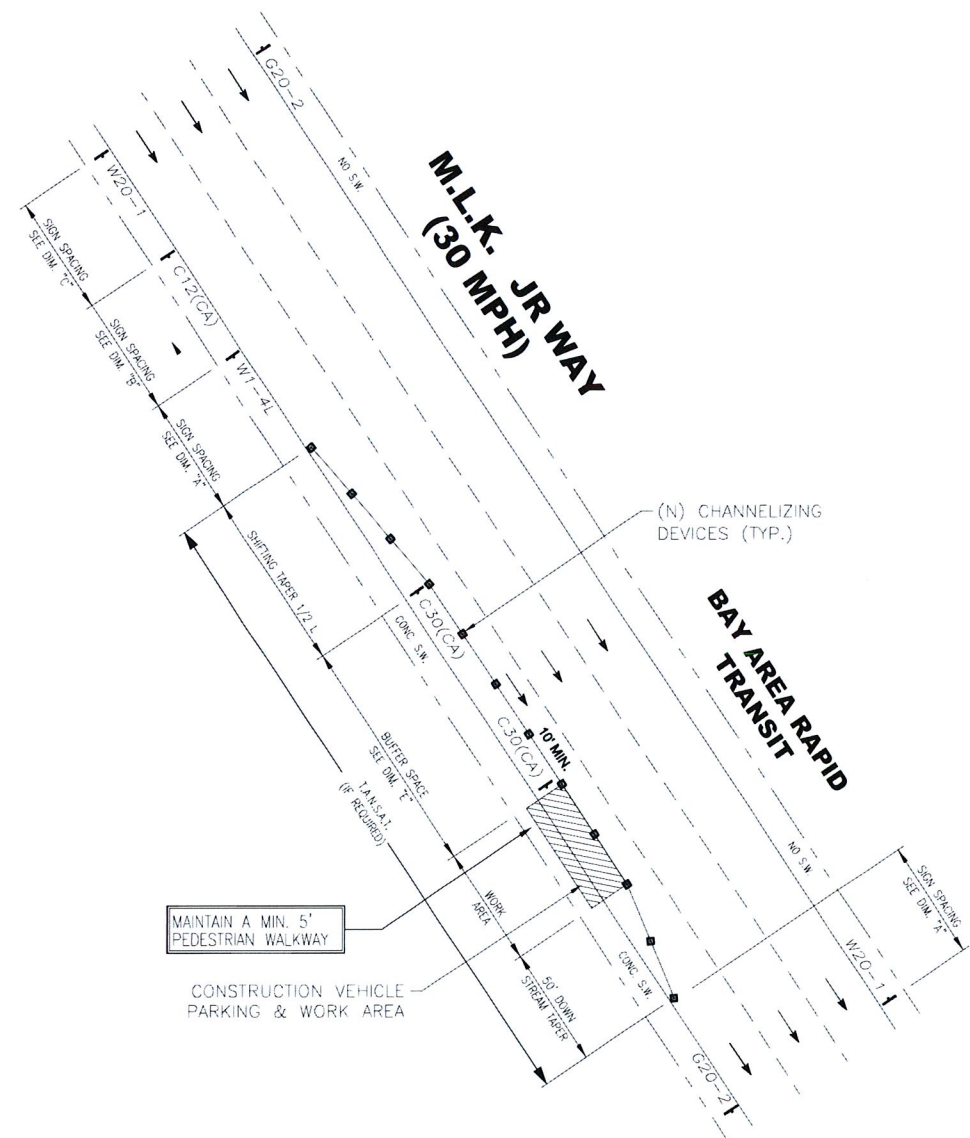 G20-2
NO S.W.
M.L.K. JR WAY
(30 MPH)
W20-1
SIGN SPACING
SEE DIM. "C"
C12(CA)
SIGN SPACING
SEE DIM. "B"
W1-4L
SIGN SPACING
SEE DIM. "A"
SHIFTING TAPER 1/2 L
CONC S.W.
C30(CA)
(N) CHANNELIZING
DEVICES (TYP.)
BAY AREA RAPID
TRANSIT
BUFFER SPACE
SEE DIM. "E"
T.A.N.S.A.T.
(IF REQUIRED)
C30(CA)
10' MIN.
NO S.W.
SIGN SPACING
SEE DIM. "A"
W20-1
MAINTAIN A MIN. 5'
PEDESTRIAN WALKWAY
WORK
AREA
CONSTRUCTION VEHICLE
PARKING & WORK AREA
50' DOWN
STREAM TAPER
CONC S.W.
G20-2